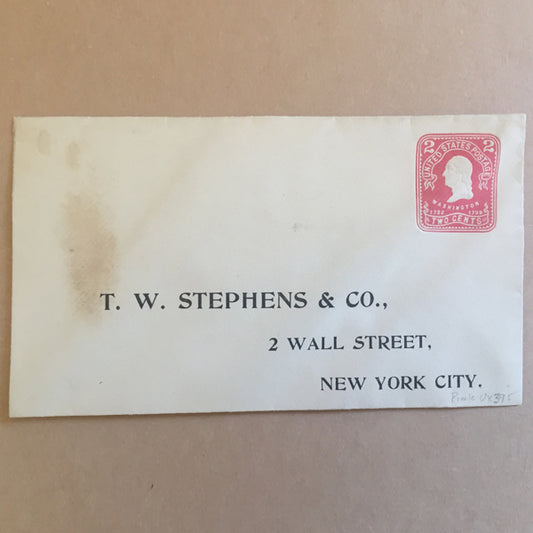 2 2
UNITED STATES POSTAGE
WASHINGTON
1732 1799
TWO CENTS
T. W. STEPHENS & CO.,
2 WALL STREET,
NEW YORK CITY.